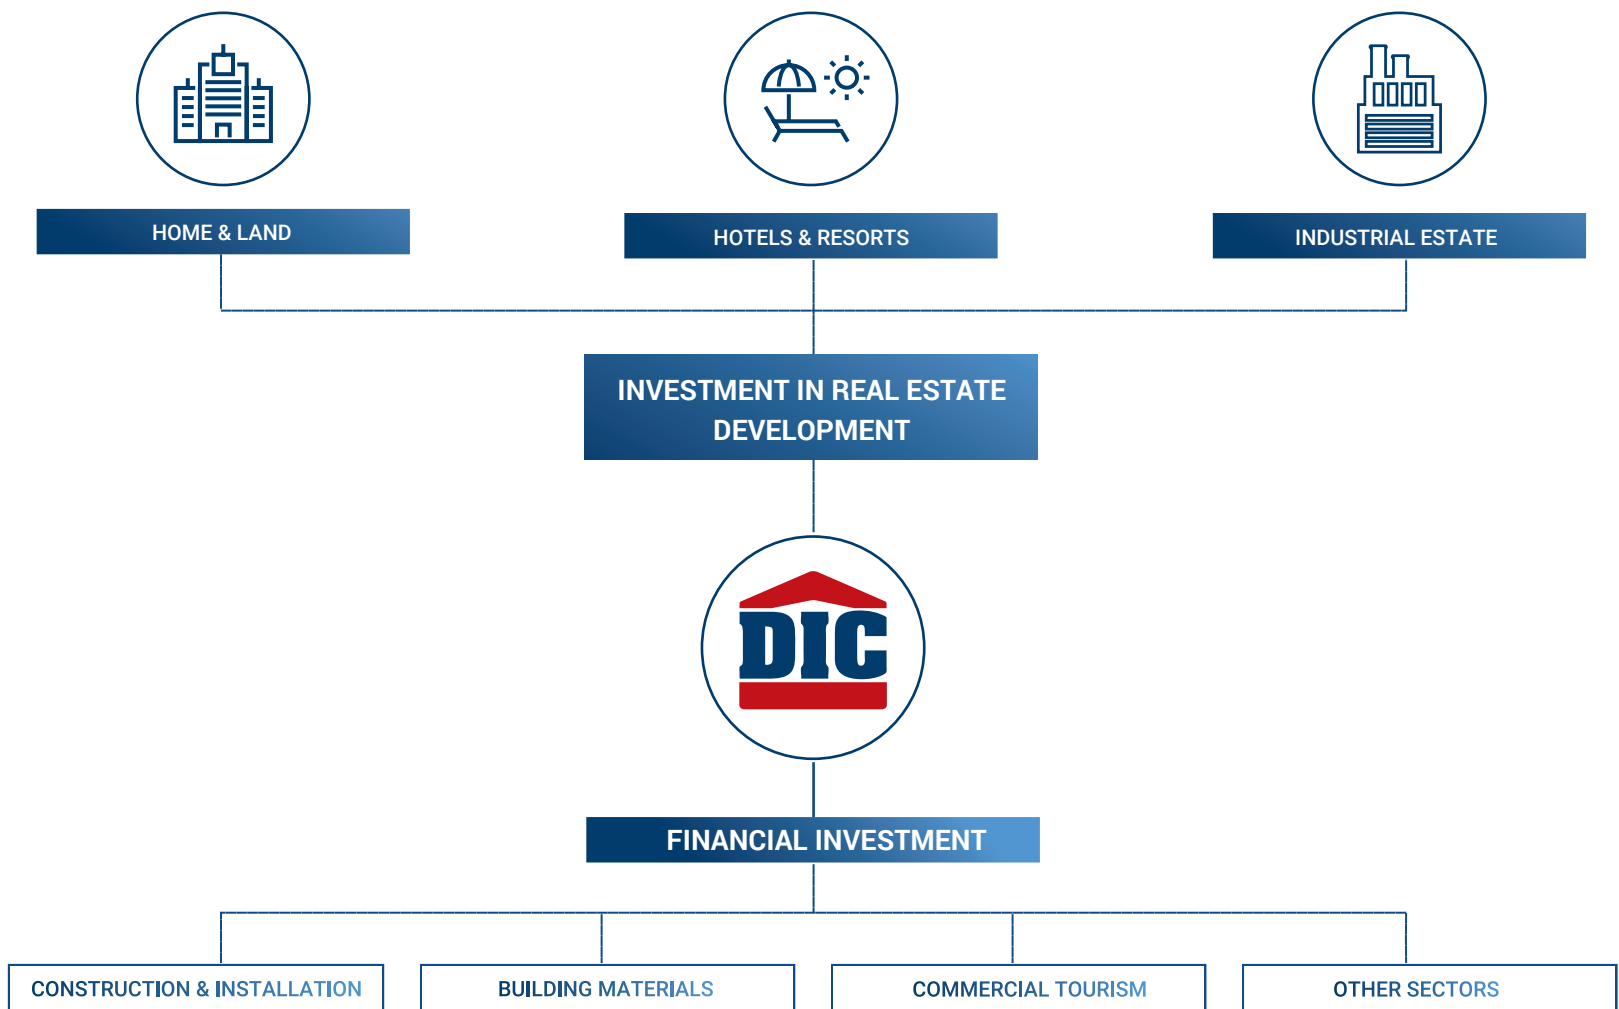 HOME & LAND
HOTELS & RESORTS
INDUSTRIAL ESTATE
INVESTMENT IN REAL ESTATE
DEVELOPMENT
DIC
FINANCIAL INVESTMENT
CONSTRUCTION & INSTALLATION
BUILDING MATERIALS
COMMERCIAL TOURISM
OTHER SECTORS